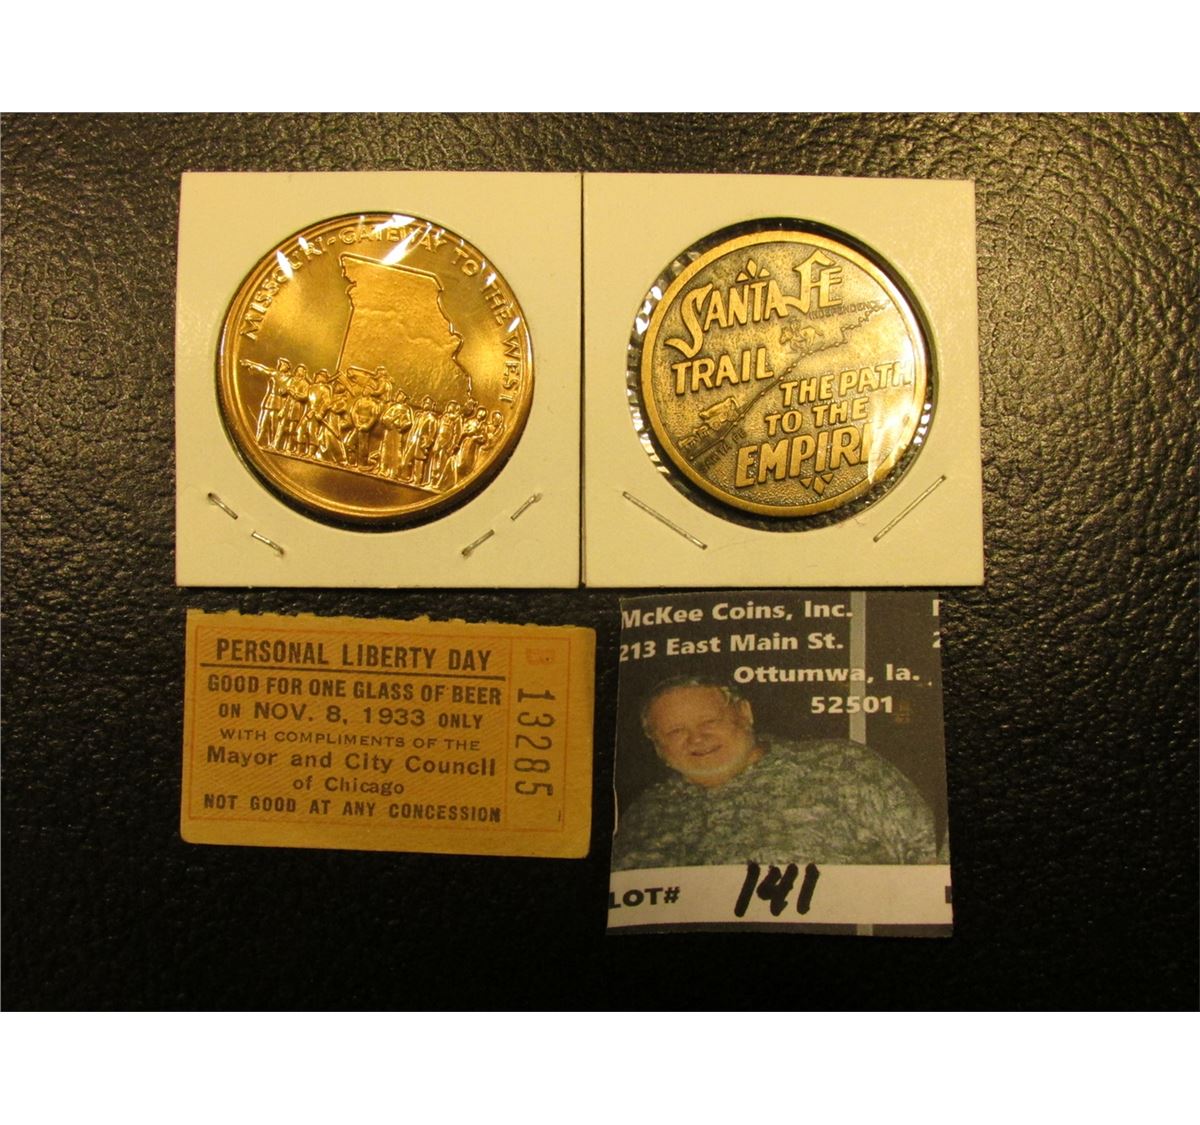 MISSOURI-GATEWAY TO THE WEST
SANTA FE
TRAIL
THE PATH
TO THE
EMPIRE
PERSONAL LIBERTY DAY
GOOD FOR ONE GLASS OF BEER
ON NOV. 8, 1933 ONLY
WITH COMPLIMENTS OF THE
Mayor and City Council
of Chicago
NOT GOOD AT ANY CONCESSION
B 13285
McKee Coins, Inc.
213 East Main St.
Ottumwa, Ia.
52501
LOT# 141